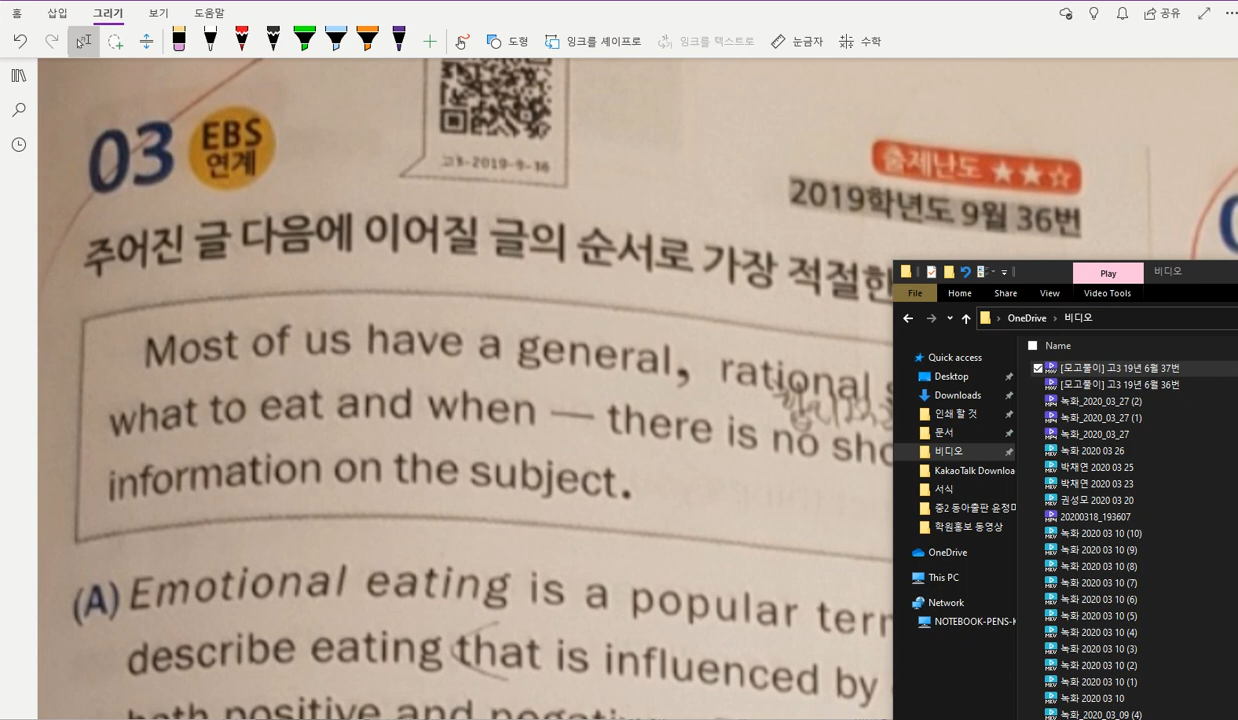 홈 삽입 그리기 보기 도움말
공유
도형 잉크를 셰이프로 잉크를 텍스트로 눈금자 수학
03 EBS 연계
고3-2019-9-36
출제난도 ★★☆
2019학년도 9월 36번
주어진 글 다음에 이어질 글의 순서로 가장 적절한
Most of us have a general, rational
what to eat and when — there is no sho
information on the subject.
(A) Emotional eating is a popular term
describe eating that is influenced by
both positive and
Play 비디오
File Home Share View Video Tools
OneDrive 비디오
Name
Quick access
Desktop
Downloads
인쇄 할 것
문서
비디오
KakaoTalk Downloa
서식
중2 동아출판 윤정미
학원홍보 동영상
OneDrive
This PC
Network
NOTEBOOK-PENS-K
[모고풀이] 고3 19년 6월 37번
[모고풀이] 고3 19년 6월 36번
녹화_2020_03_27 (2)
녹화_2020_03_27 (1)
녹화_2020_03_27
녹화 2020 03 26
박재연 2020 03 25
박재연 2020 03 23
권성모 2020 03 20
20200318_193607
녹화 2020 03 10 (10)
녹화 2020 03 10 (9)
녹화 2020 03 10 (8)
녹화 2020 03 10 (7)
녹화 2020 03 10 (6)
녹화 2020 03 10 (5)
녹화 2020 03 10 (4)
녹화 2020 03 10 (3)
녹화 2020 03 10 (2)
녹화 2020 03 10 (1)
녹화 2020 03 10
녹화_2020_03_09 (4)